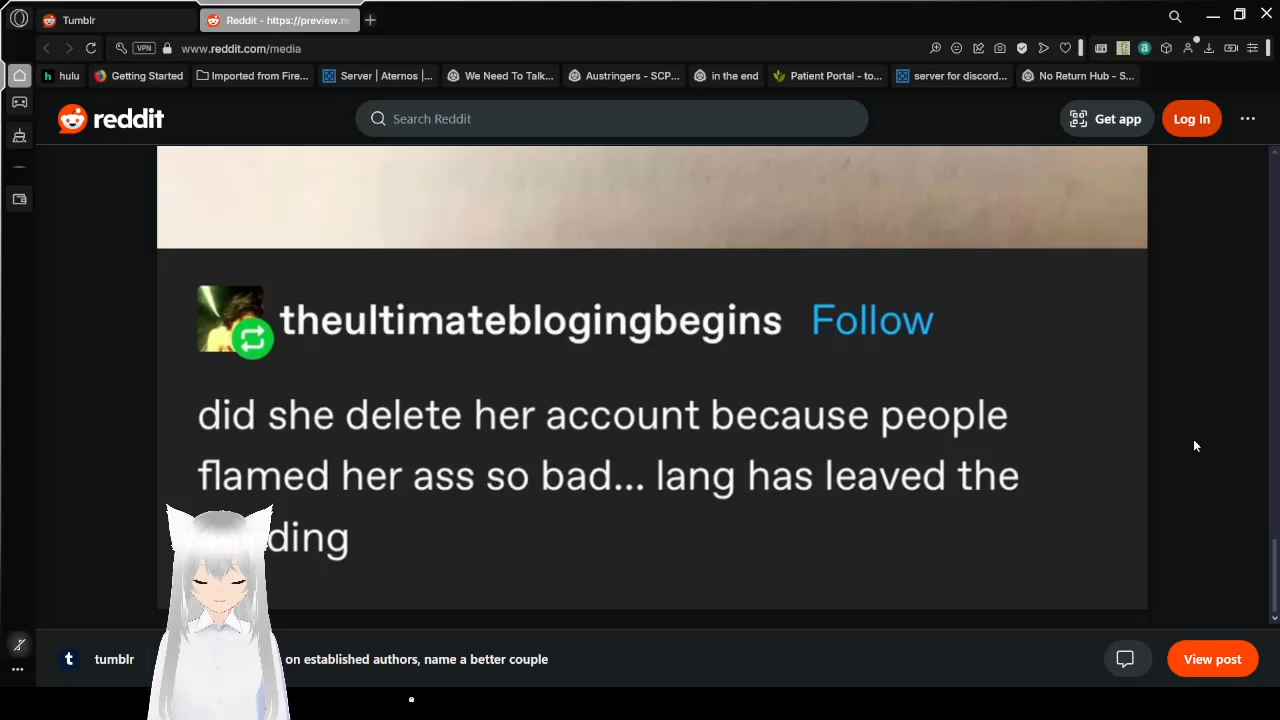 Tumblr
Reddit - https://preview.re
VPN
www.reddit.com/media
hulu
Getting Started
Imported from Fire...
Server | Aternos |...
We Need To Talk...
Austringers - SCP...
in the end
Patient Portal - to...
server for discord...
No Return Hub - S...
reddit
Search Reddit
Get app
Log In
theultimateblogingbegins Follow
did she delete her account because people
flamed her ass so bad... lang has leaved the
ding
tumblr
on established authors, name a better couple
View post